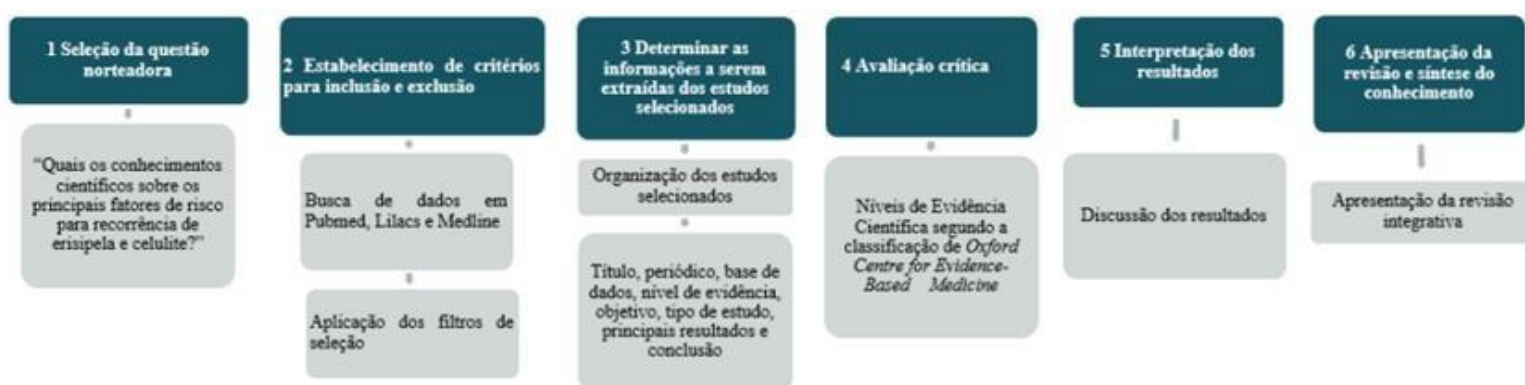 1 Seleção da questão
norteadora
“Quais os conhecimentos
científicos sobre os
principais fatores de risco
para recorrência de
erisipela e celulite?”
2 Estabelecimento de critérios
para inclusão e exclusão
Busca de dados em
Pubmed, Lilacs e Medline
Aplicação dos filtros de
seleção
3 Determinar as
informações a serem
extraídas dos estudos
selecionados
Organização dos estudos
selecionados
Título, periódico, base de
dados, nível de evidência,
objetivo, tipo de estudo,
principais resultados e
conclusão
4 Avaliação crítica
Níveis de Evidência
Científica segundo a
classificação de Oxford
Centre for Evidence-
Based Medicine
5 Interpretação dos
resultados
Discussão dos resultados
6 Apresentação da
revisão e síntese do
conhecimento
Apresentação da revisão
integrativa